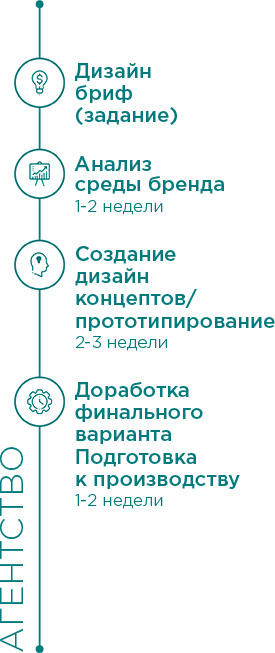 Дизайн
бриф
(задание)
Анализ
среды бренда
1-2 недели
Создание
дизайн
концептов/
прототипирование
2-3 недели
Доработка
финального
варианта
Подготовка
к производству
1-2 недели
АГЕНТСТВО